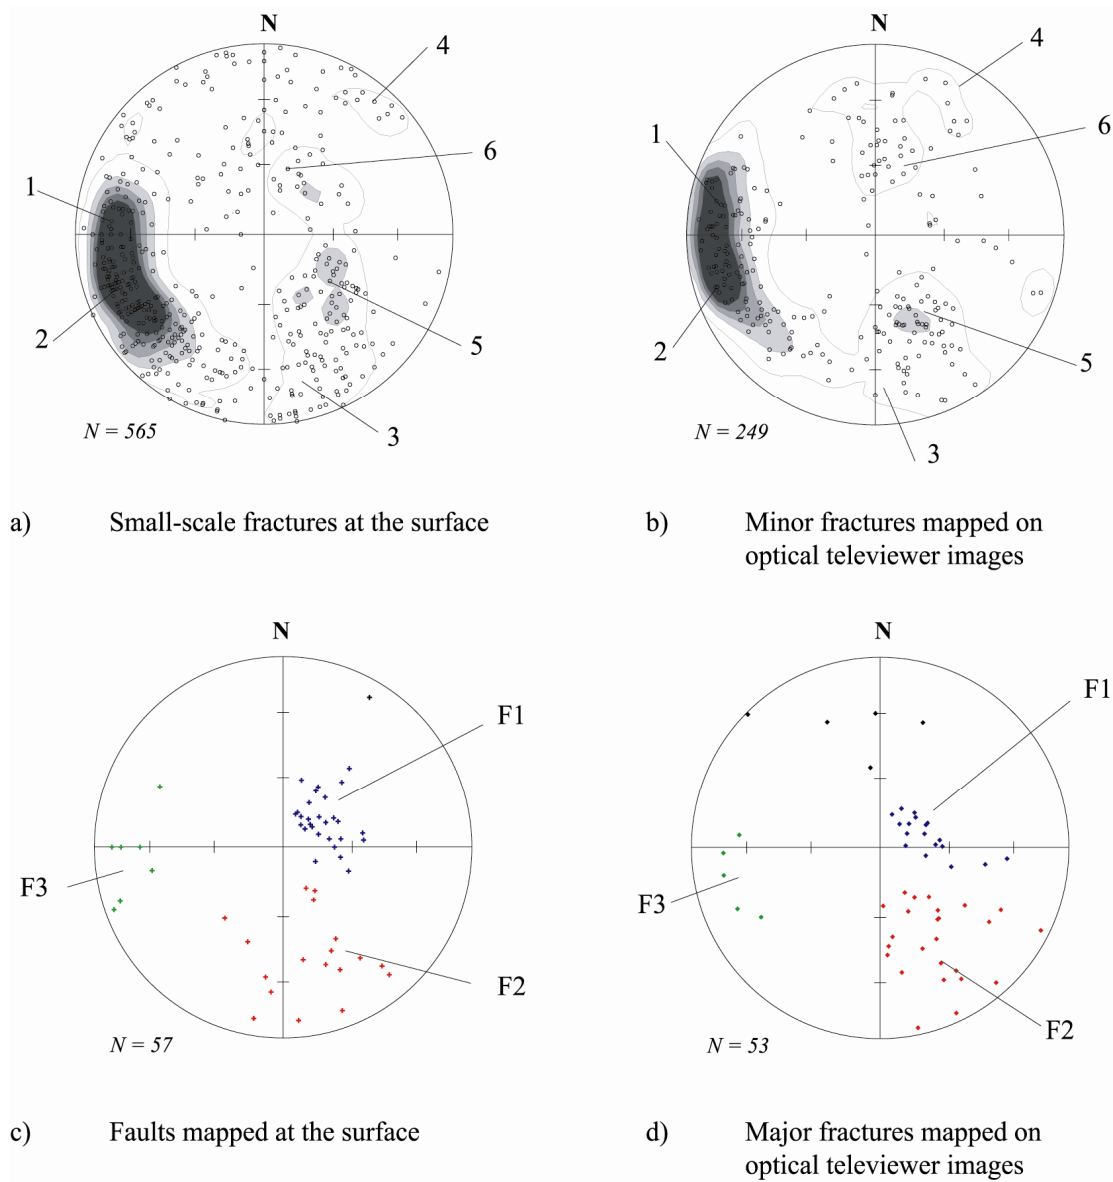 N
4
6
1
2
5
3
N = 565
N
4
1
6
2
5
3
N = 249
a) Small-scale fractures at the surface
b) Minor fractures mapped on
optical televiewer images
N
F1
F3
F2
N = 57
N
F1
F3
F2
N = 53
c) Faults mapped at the surface
d) Major fractures mapped on
optical televiewer images